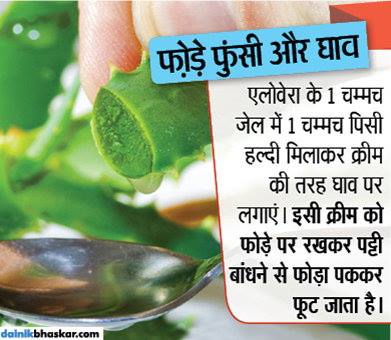 फोड़े फुंसी और घाव
एलोवेरा के 1 चम्मच
जेल में 1 चम्मच पिसी
हल्दी मिलाकर क्रीम
की तरह घाव पर
लगाएं। इसी क्रीम को
फोड़े पर रखकर पट्टी
बांधने से फोड़ा पककर
फूट जाता है।
dainikbhaskar.com